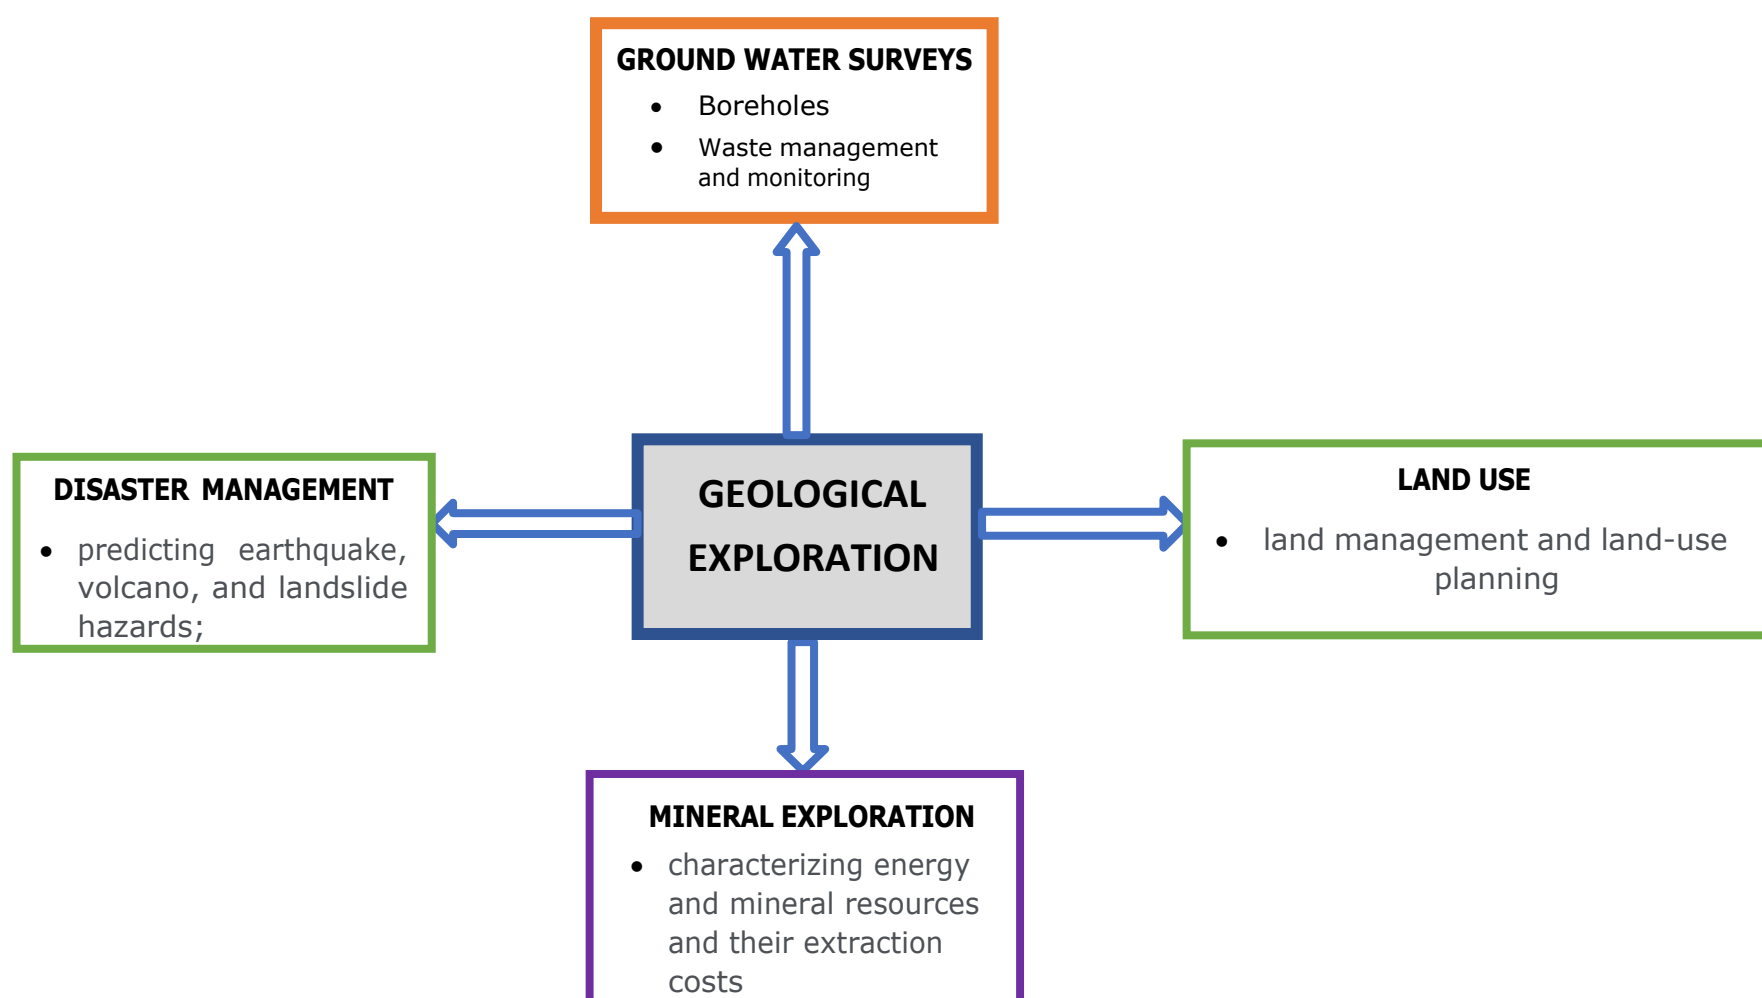 GROUND WATER SURVEYS
• Boreholes
• Waste management
and monitoring
DISASTER MANAGEMENT
• predicting earthquake,
volcano, and landslide
hazards;
GEOLOGICAL
EXPLORATION
LAND USE
• land management and land-use
planning
MINERAL EXPLORATION
• characterizing energy
and mineral resources
and their extraction
costs